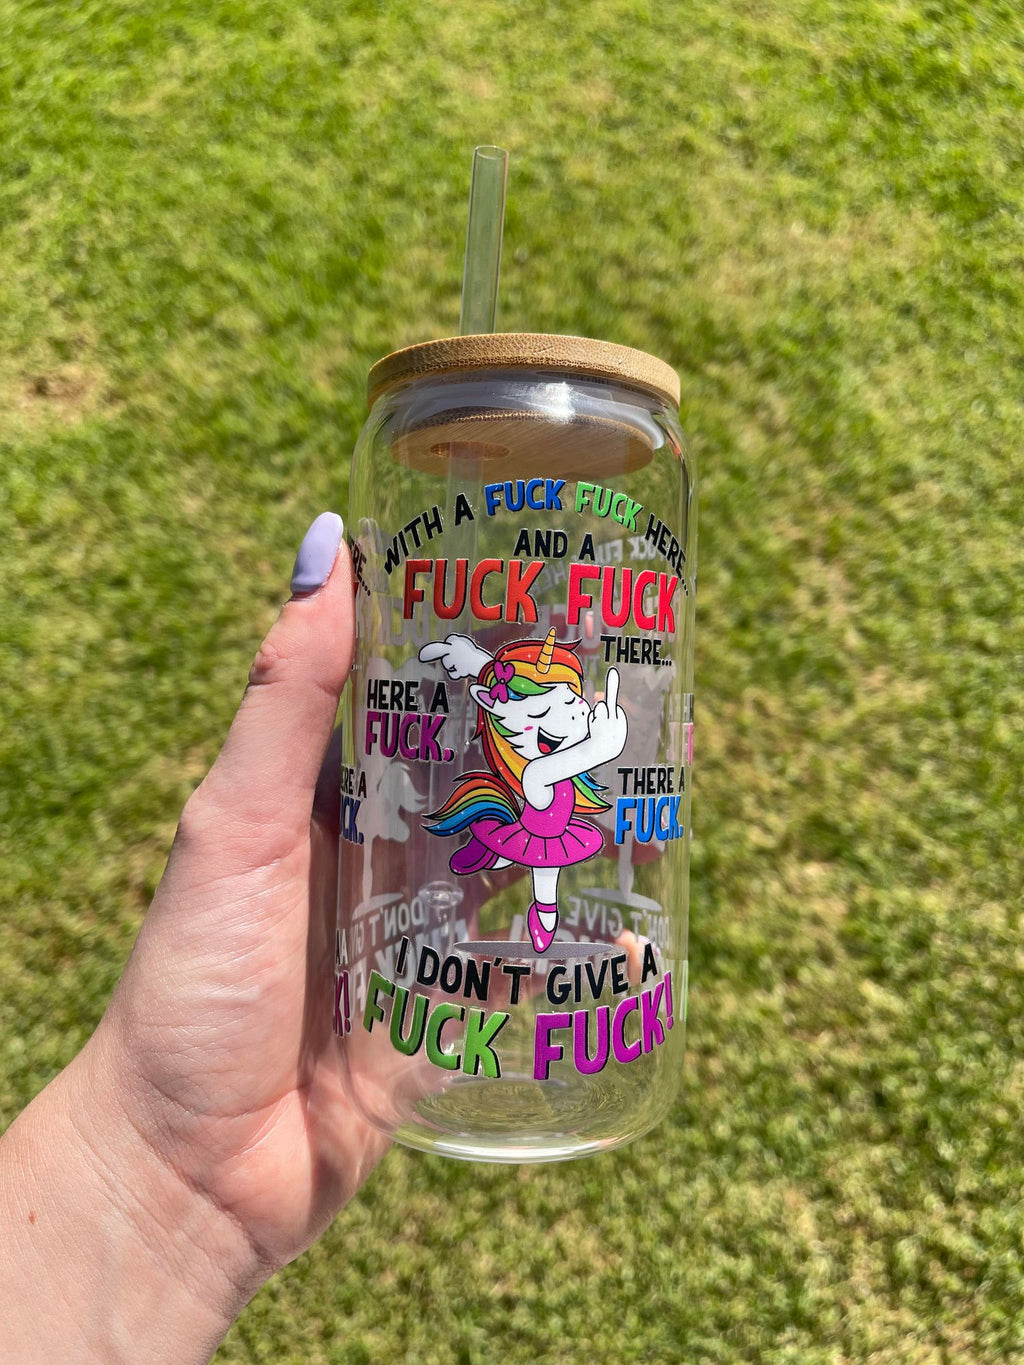 WITH A FUCK FUCK HERE...
AND A
FUCK FUCK
THERE...
HERE A
FUCK.
THERE A
FUCK.
I DON'T GIVE A
FUCK FUCK!